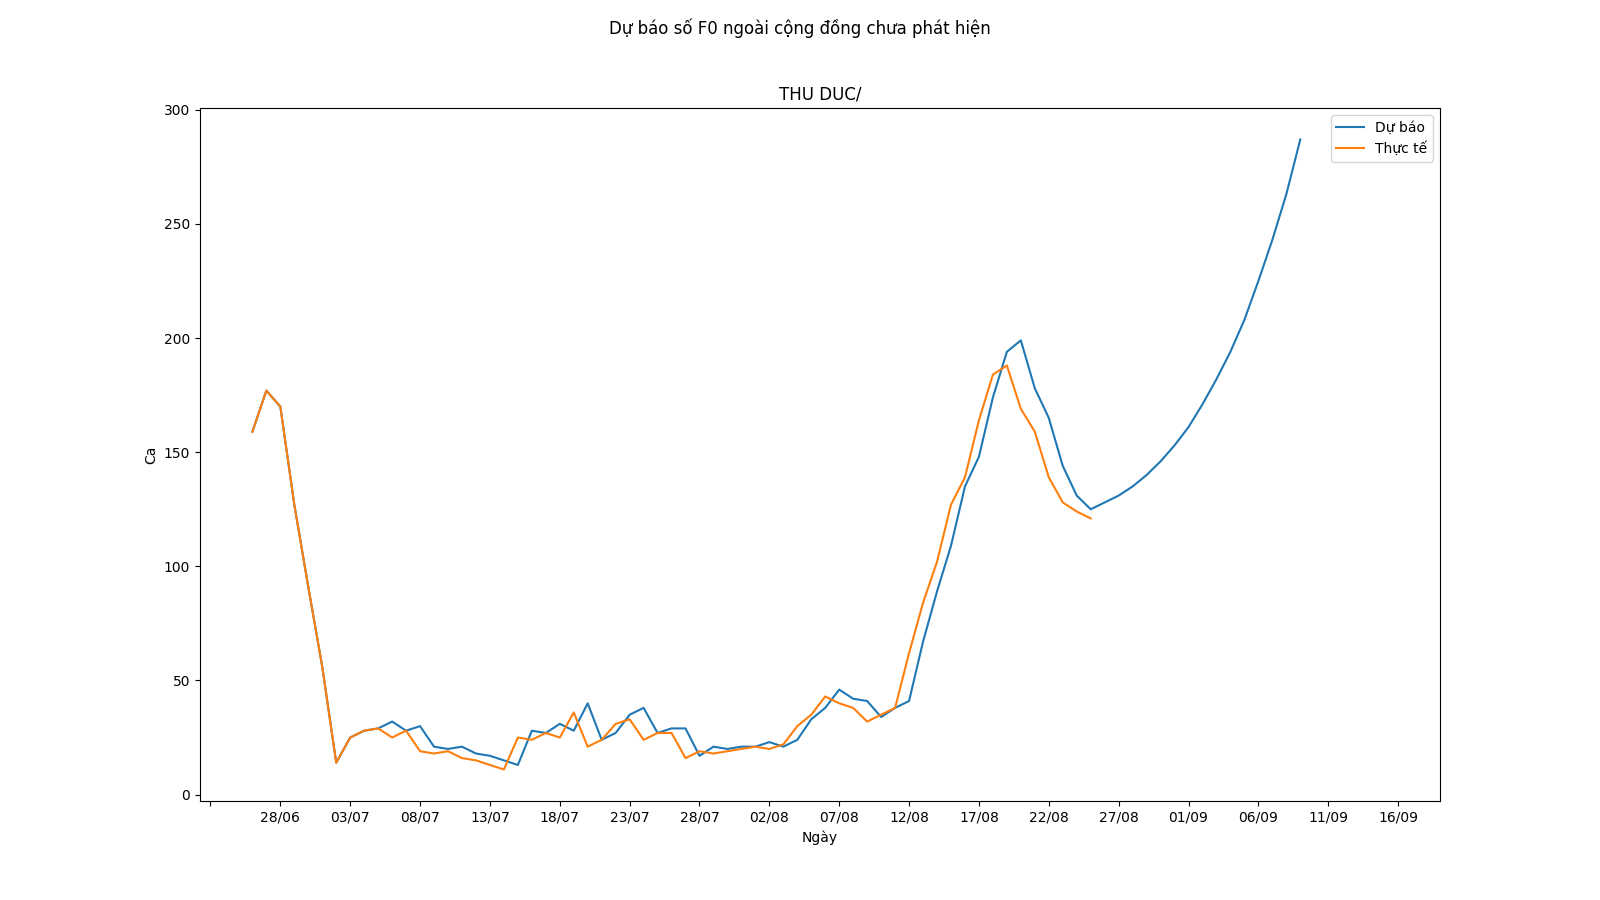 Dự báo số F0 ngoài cộng đồng chưa phát hiện
THU DUC/
300
250
200
150
100
50
0
Ca
Dự báo
Thực tế
28/06 03/07 08/07 13/07 18/07 23/07 28/07 02/08 07/08 12/08 17/08 22/08 27/08 01/09 06/09 11/09 16/09
Ngày